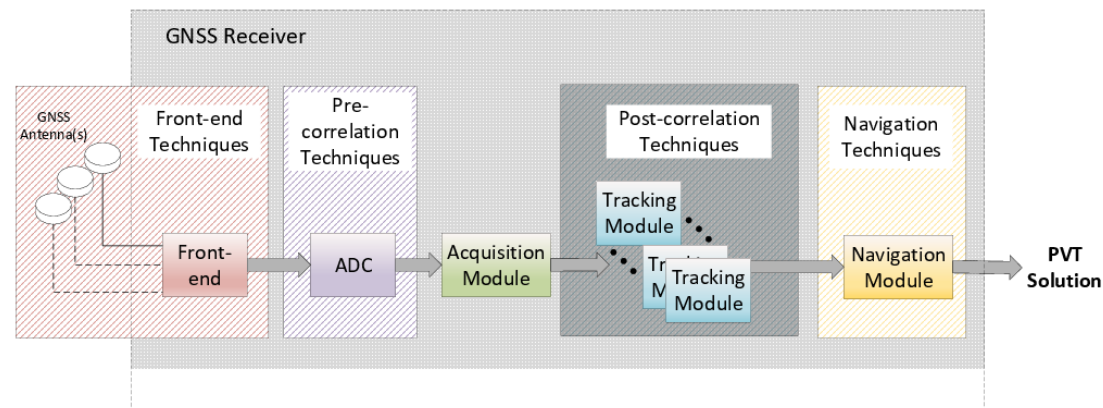 GNSS Receiver
GNSS
Antenna(s)
Front-end
Techniques
Pre-
correlation
Techniques
Post-correlation
Techniques
Navigation
Techniques
Front-
end
ADC
Acquisition
Module
Tracking
Module
Tracking
Module
Navigation
Module
PVT
Solution